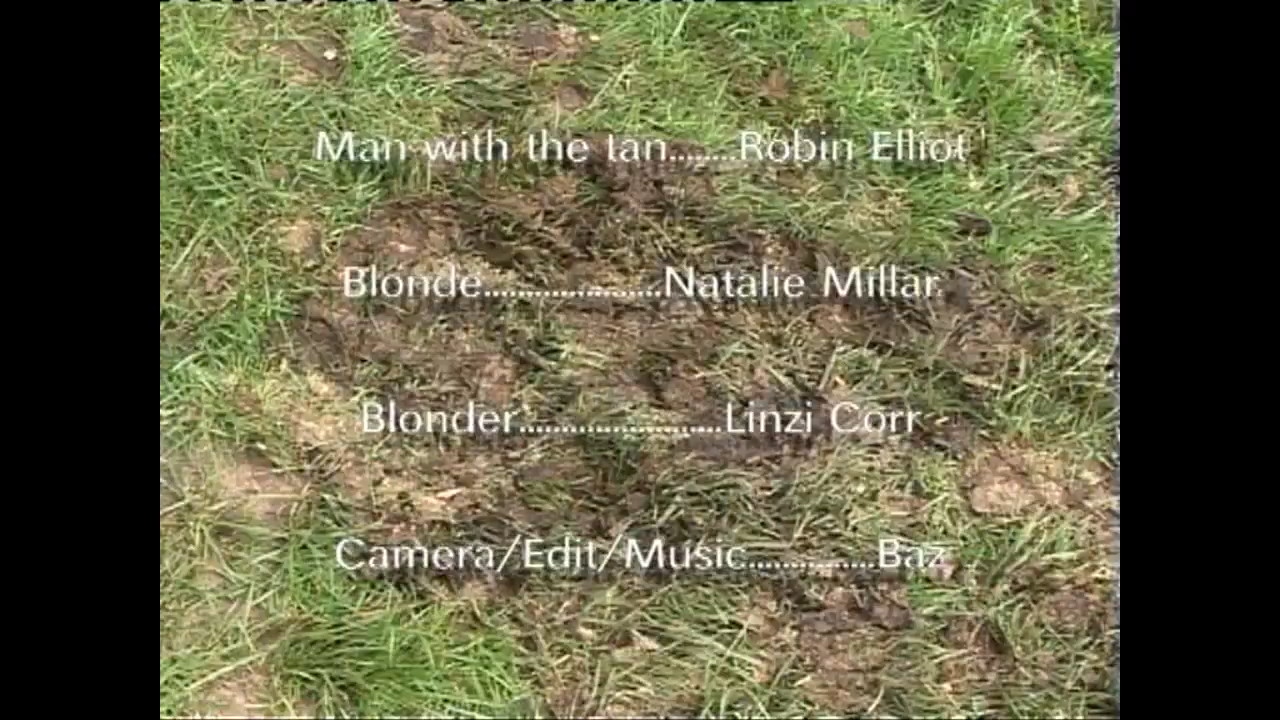 Man with the tan........Robin Elliot
Blonde.....................Natalie Millar
Blonder........................Linzi Corr
Camera/Edit/Music...............Baz